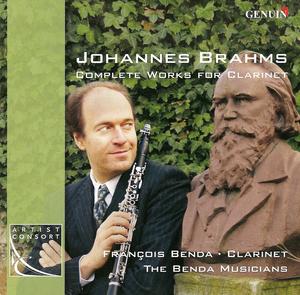 GENUIN
JOHANNES BRAHMS
COMPLETE WORKS FOR CLARINET
ARTIST
CONSORT
FRANÇOIS BENDA · CLARINET
THE BENDA MUSICIANS